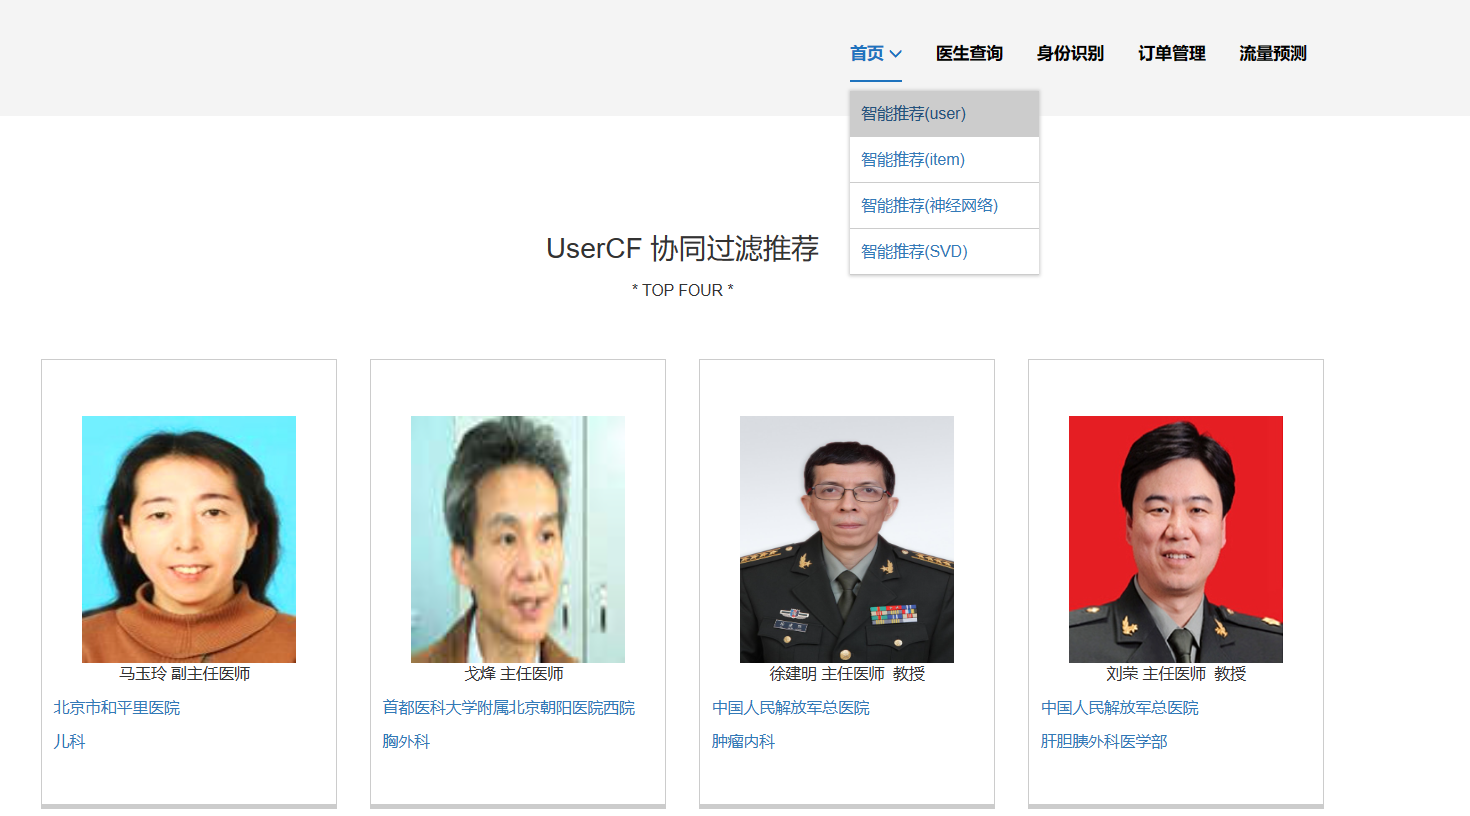 首页 医生查询 身份识别 订单管理 流量预测
智能推荐(user)
智能推荐(item)
智能推荐(神经网络)
智能推荐(SVD)
UserCF 协同过滤推荐
* TOP FOUR *
马玉玲 副主任医师
北京市和平里医院
儿科
戈烽 主任医师
首都医科大学附属北京朝阳医院西院
胸外科
徐建明 主任医师 教授
中国人民解放军总医院
肿瘤内科
刘荣 主任医师 教授
中国人民解放军总医院
肝胆胰外科医学部